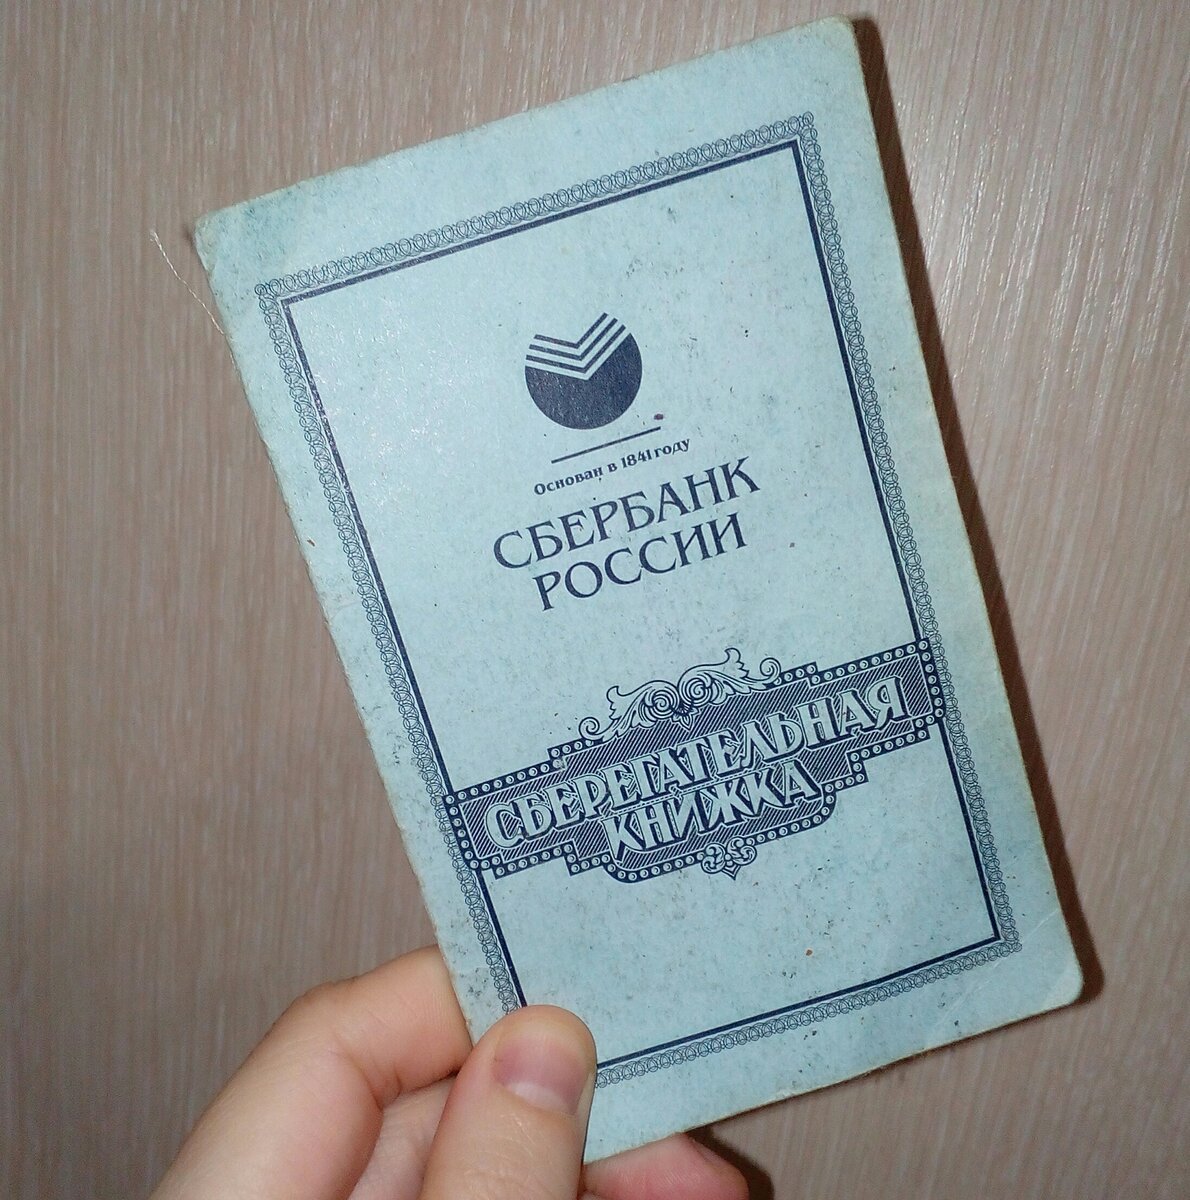 Основан в 1841 году
СБЕРБАНК
РОССИИ
СБЕРЕГАТЕЛЬНАЯ
КНИЖКА